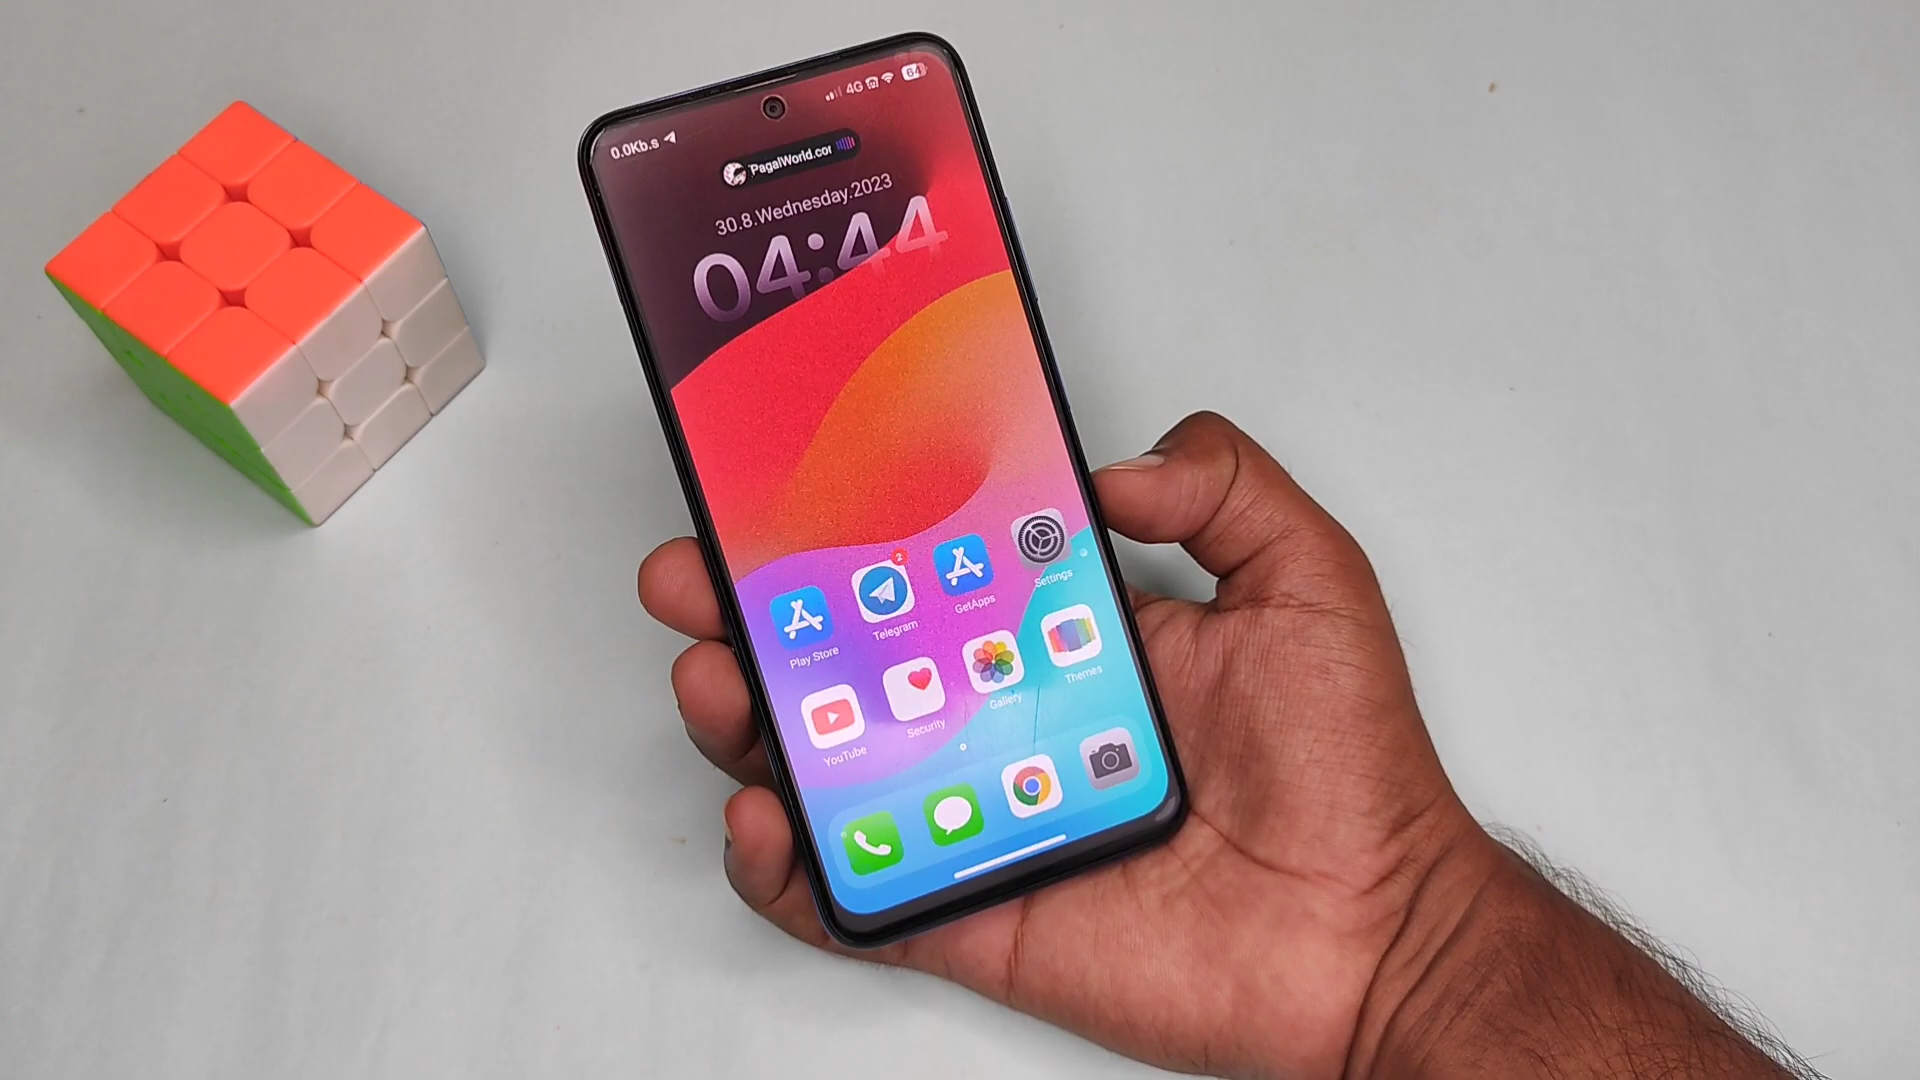 0.0Kb.s
4G
64
PagalWorld.cor
30.8.Wednesday.2023
04:44
Play Store
Telegram
2
GetApps
Settings
YouTube
Security
Gallery
Themes